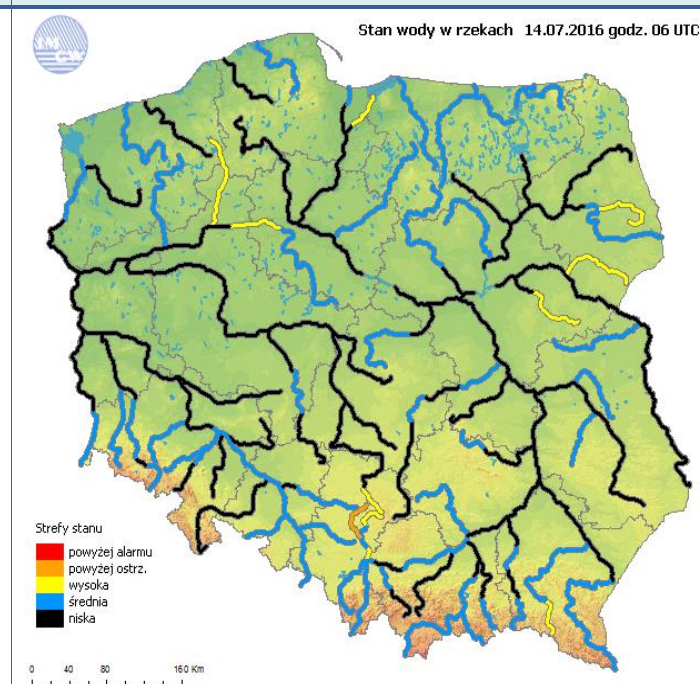 Stan wody w rzekach 14.07.2016 godz. 06 UTC
Strefy stanu
powyżej alarmu
powyżej ostrz.
wysoka
średnia
niska
0 40 80 160 Km